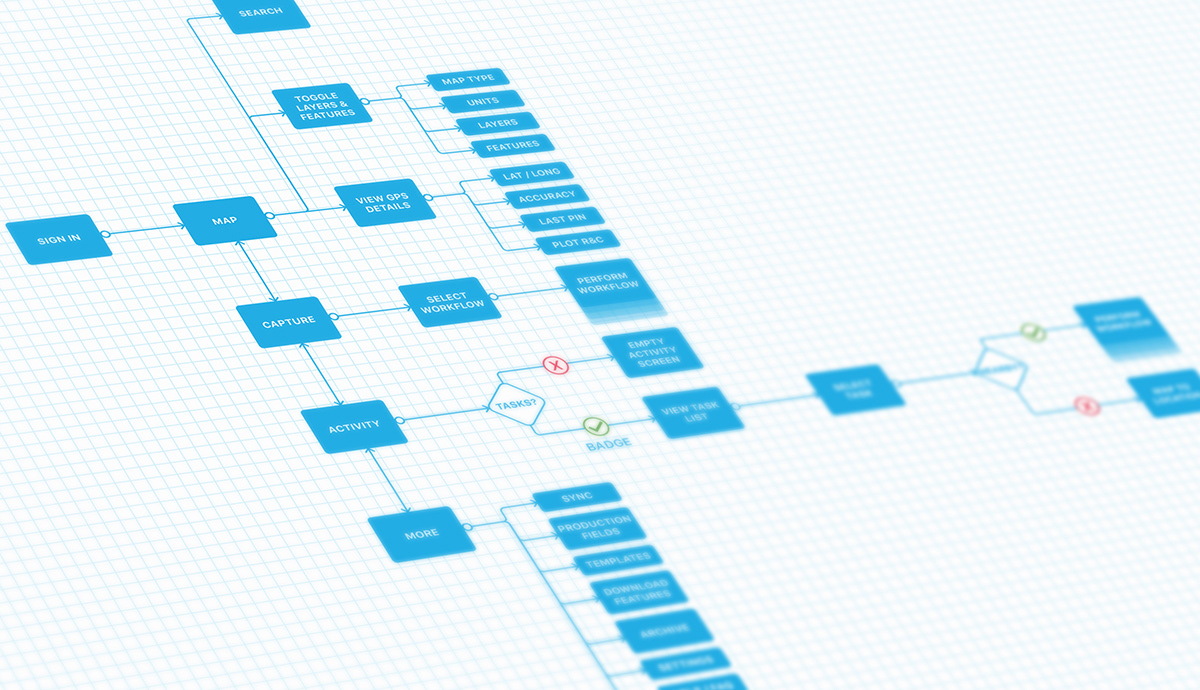 SEARCH
TOGGLE
LAYERS &
FEATURES
MAP TYPE
UNITS
LAYERS
FEATURES
VIEW GPS
DETAILS
LAT / LONG
ACCURACY
LAST PIN
PLOT R&C
SIGN IN
MAP
CAPTURE
SELECT
WORKFLOW
PERFORM
WORKFLOW
ACTIVITY
TASKS?
EMPTY
ACTIVITY
SCREEN
BADGE
VIEW TASK
LIST
SELECT
TASK
PERFORM
WORKFLOW
MAP TO
MORE
SYNC
PRODUCTION
FIELDS
TEMPLATES
DOWNLOAD
FEATURES
ARCHIVE
SETTINGS